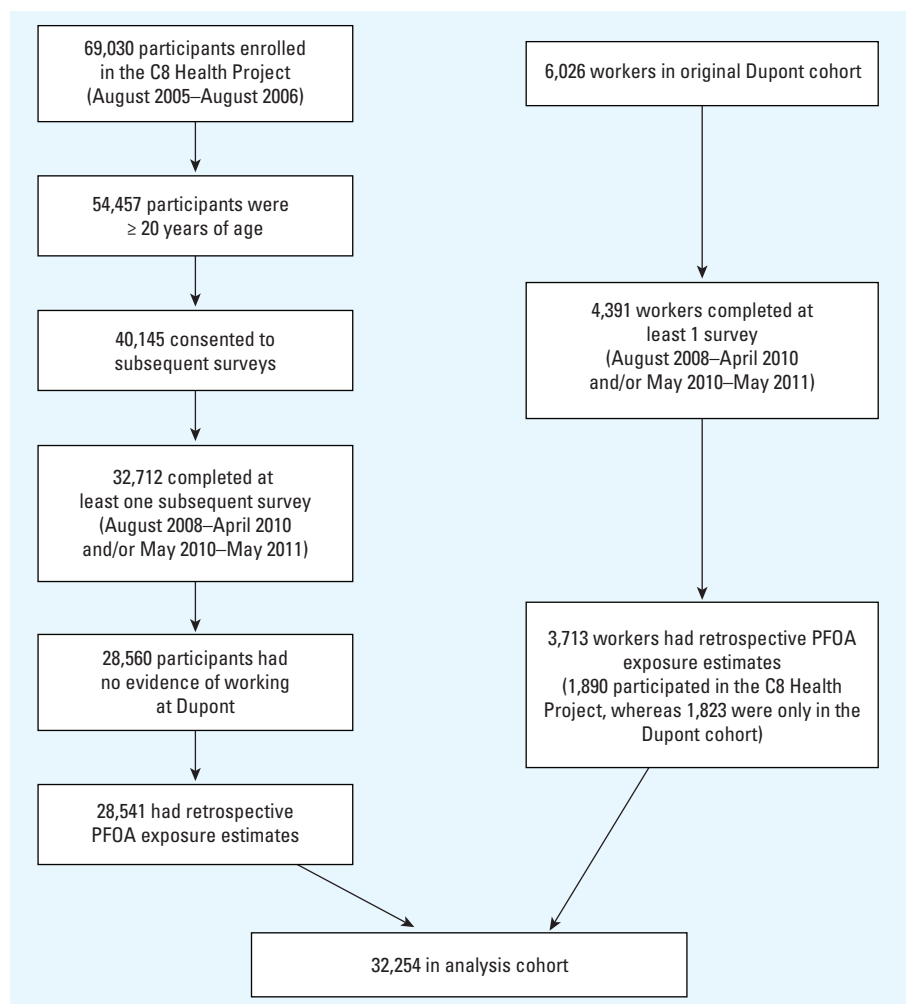 69,030 participants enrolled
in the C8 Health Project
(August 2005–August 2006)
54,457 participants were
≥ 20 years of age
40,145 consented to
subsequent surveys
32,712 completed at
least one subsequent survey
(August 2008–April 2010
and/or May 2010–May 2011)
28,560 participants had
no evidence of working
at Dupont
28,541 had retrospective
PFOA exposure estimates
6,026 workers in original Dupont cohort
4,391 workers completed at
least 1 survey
(August 2008–April 2010
and/or May 2010–May 2011)
3,713 workers had retrospective PFOA
exposure estimates
(1,890 participated in the C8 Health
Project, whereas 1,823 were only in the
Dupont cohort)
32,254 in analysis cohort